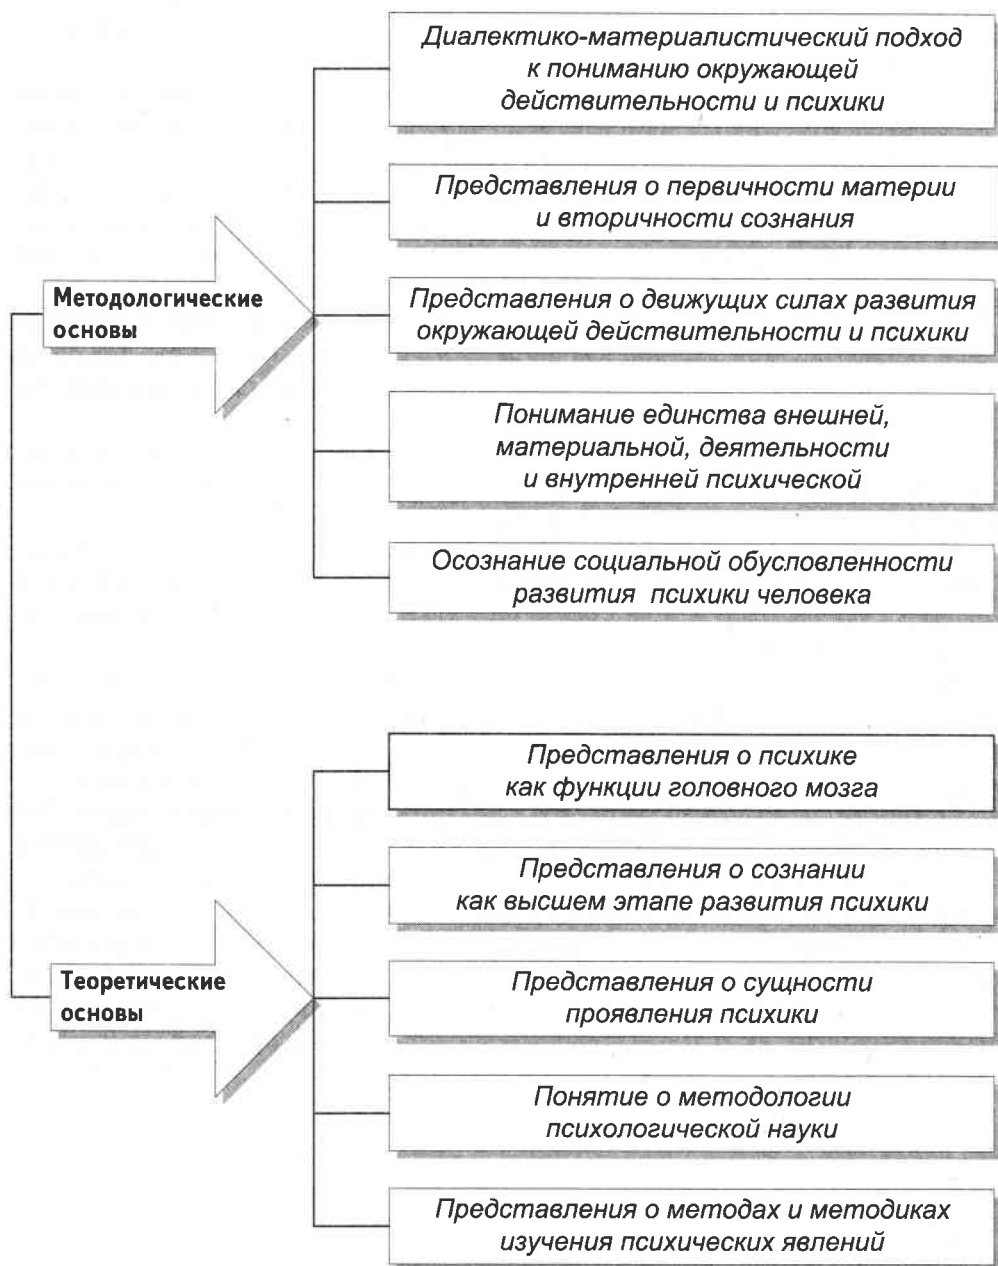 Диалектико-материалистический подход
к пониманию окружающей
действительности и психики
Представления о первичности материи
и вторичности сознания
Методологические
основы
Представления о движущих силах развития
окружающей действительности и психики
Понимание единства внешней,
материальной, деятельности
и внутренней психической
Осознание социальной обусловленности
развития психики человека
Представления о психике
как функции головного мозга
Представления о сознании
как высшем этапе развития психики
Теоретические
основы
Представления о сущности
проявления психики
Понятие о методологии
психологической науки
Представления о методах и методиках
изучения психических явлений